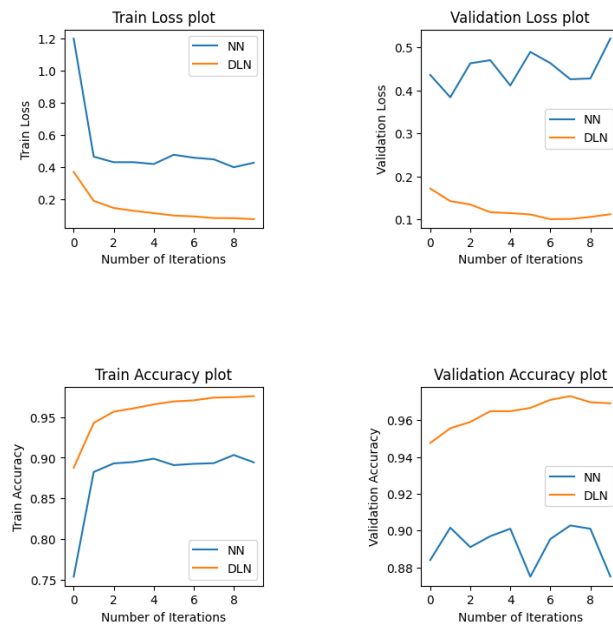 Train Loss plot
1.2
1.0
0.8
0.6
0.4
0.2
Train Loss
NN
DLN
0 2 4 6 8
Number of Iterations
Validation Loss plot
0.5
0.4
0.3
0.2
0.1
Validation Loss
NN
DLN
0 2 4 6 8
Number of Iterations
Train Accuracy plot
0.95
0.90
0.85
0.80
0.75
Train Accuracy
NN
DLN
0 2 4 6 8
Number of Iterations
Validation Accuracy plot
0.96
0.94
0.92
0.90
0.88
Validation Accuracy
NN
DLN
0 2 4 6 8
Number of Iterations